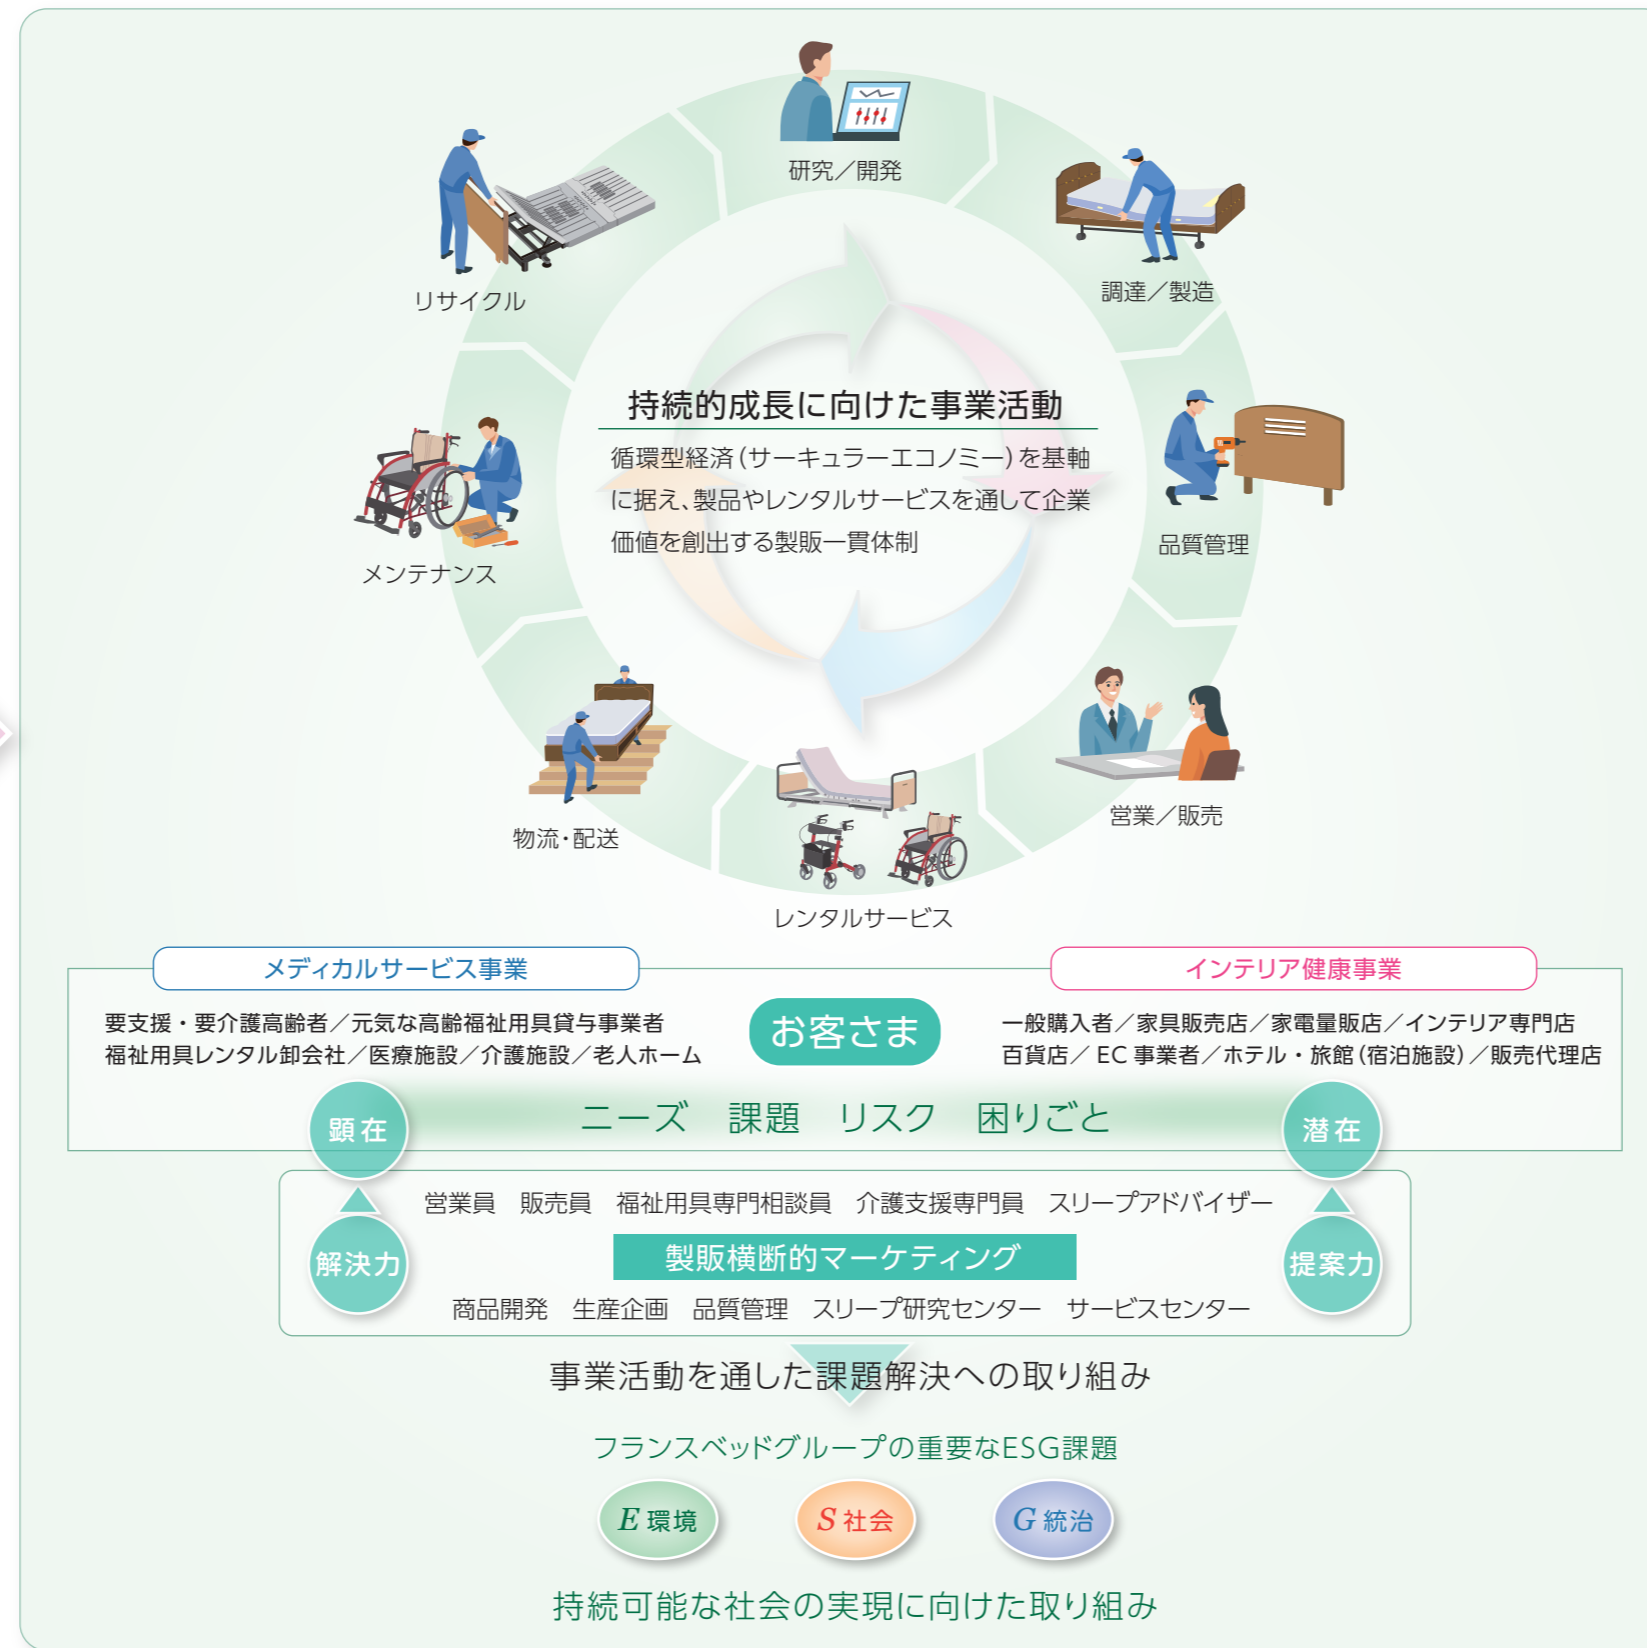 研究／開発
調達／製造
リサイクル
持続的成長に向けた事業活動
循環型経済（サーキュラーエコノミー）を基軸
に据え、製品やレンタルサービスを通して企業
価値を創出する製販一貫体制
品質管理
メンテナンス
営業／販売
物流・配送
レンタルサービス
メディカルサービス事業
インテリア健康事業
要支援・要介護高齢者／元気な高齢福祉用具貸与事業者
福祉用具レンタル卸会社／医療施設／介護施設／老人ホーム
お客さま
一般購入者／家具販売店／家電量販店／インテリア専門店
百貨店／EC事業者／ホテル・旅館（宿泊施設）／販売代理店
顕在
ニーズ　課題　リスク　困りごと
潜在
営業員　販売員　福祉用具専門相談員　介護支援専門員　スリープアドバイザー
解決力
製販横断的マーケティング
提案力
商品開発　生産企画　品質管理　スリープ研究センター　サービスセンター
事業活動を通した課題解決への取り組み
フランスベッドグループの重要なESG課題
E 環境
S 社会
G 統治
持続可能な社会の実現に向けた取り組み